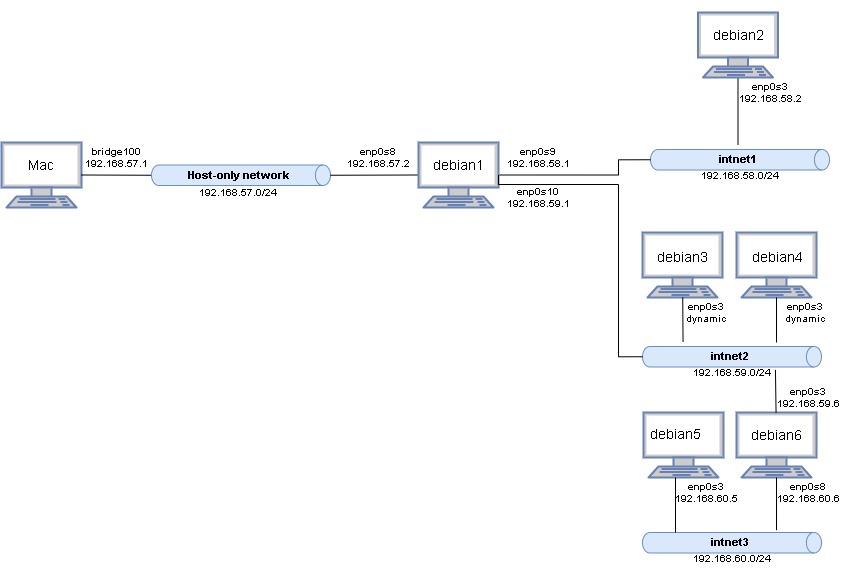 debian2
enp0s3
192.168.58.2
Mac
bridge100
192.168.57.1
Host-only network
192.168.57.0/24
enp0s8
192.168.57.2
debian1
enp0s9
192.168.58.1
enp0s10
192.168.59.1
intnet1
192.168.58.0/24
debian3
debian4
enp0s3
dynamic
enp0s3
dynamic
intnet2
192.168.59.0/24
enp0s3
192.168.59.6
debian5
debian6
enp0s3
192.168.60.5
enp0s8
192.168.60.6
intnet3
192.168.60.0/24